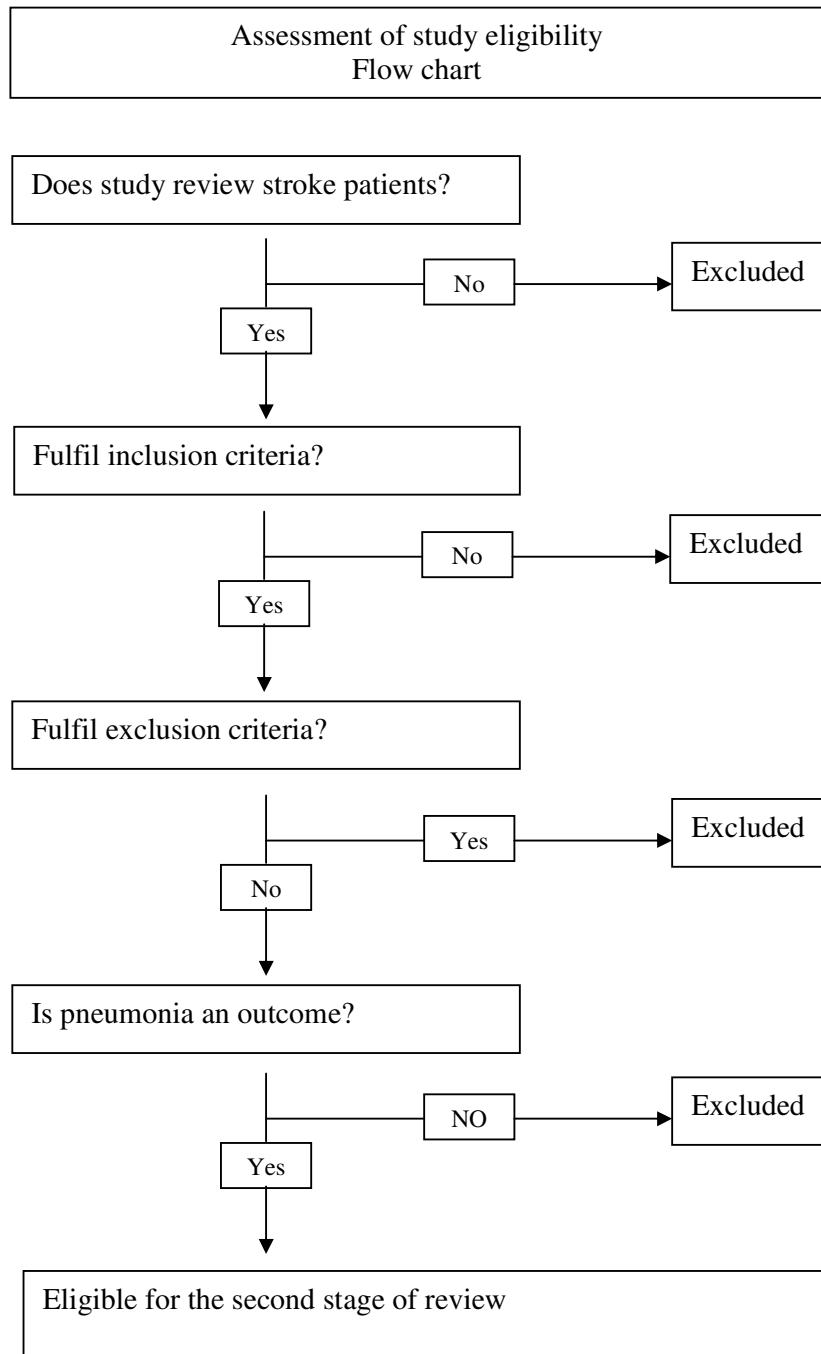 Assessment of study eligibility
Flow chart
Does study review stroke patients?
No
Excluded
Yes
Fulfil inclusion criteria?
No
Excluded
Yes
Fulfil exclusion criteria?
Yes
Excluded
No
Is pneumonia an outcome?
NO
Excluded
Yes
Eligible for the second stage of review